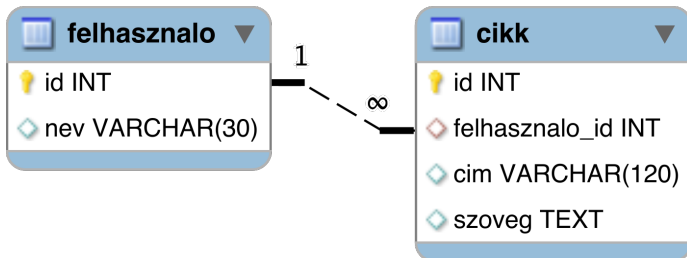 felhasznalo
id INT
nev VARCHAR(30)
1
∞
cikk
id INT
felhasznalo_id INT
cim VARCHAR(120)
szoveg TEXT